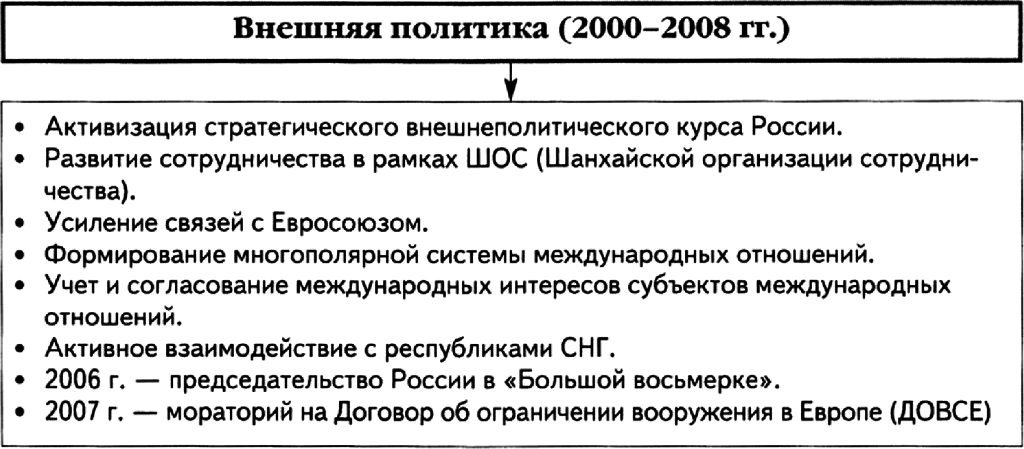 Внешняя политика (2000–2008 гг.)
• Активизация стратегического внешнеполитического курса России.
• Развитие сотрудничества в рамках ШОС (Шанхайской организации сотрудни-
чества).
• Усиление связей с Евросоюзом.
• Формирование многополярной системы международных отношений.
• Учет и согласование международных интересов субъектов международных
отношений.
• Активное взаимодействие с республиками СНГ.
• 2006 г. — председательство России в «Большой восьмерке».
• 2007 г. — мораторий на Договор об ограничении вооружения в Европе (ДОВСЕ)